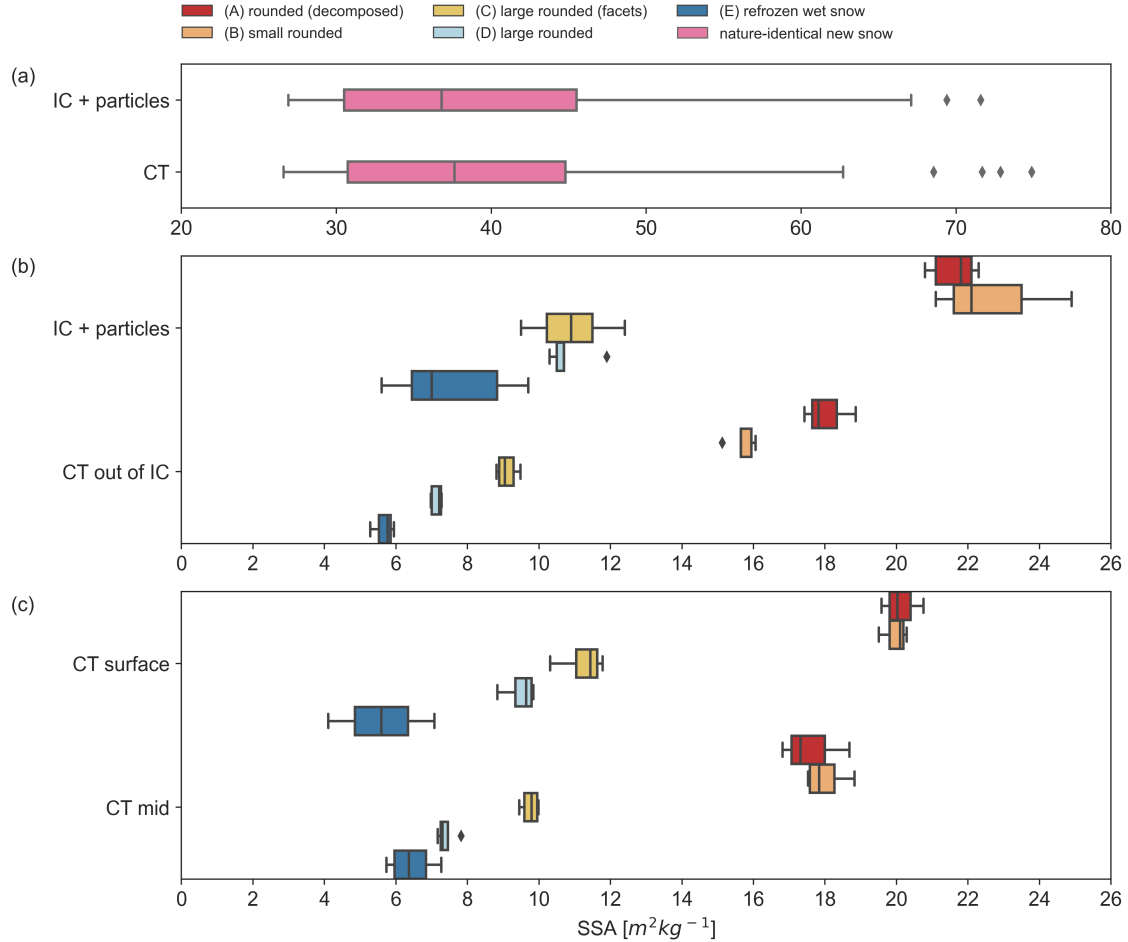 (A) rounded (decomposed) (C) large rounded (facets) (E) refrozen wet snow
(B) small rounded (D) large rounded nature-identical new snow
(a)
IC + particles
CT
20 30 40 50 60 70 80
(b)
IC + particles
CT out of IC
0 2 4 6 8 10 12 14 16 18 20 22 24 26
(c)
CT surface
CT mid
0 2 4 6 8 10 12 14 16 18 20 22 24 26
SSA [m²kg⁻¹]